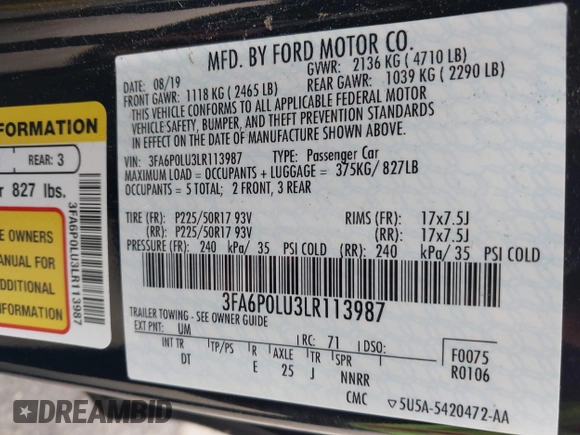 MFD. BY FORD MOTOR CO.
DATE: 08/19
GVWR: 2136 KG (4710 LB)
FRONT GAWR: 1118 KG (2465 LB)
REAR GAWR: 1039 KG (2290 LB)
THIS VEHICLE CONFORMS TO ALL APPLICABLE FEDERAL MOTOR
VEHICLE SAFETY, BUMPER, AND THEFT PREVENTION STANDARDS
IN EFFECT ON THE DATE OF MANUFACTURE SHOWN ABOVE.
VIN: 3FA6P0LU3LR113987 TYPE: Passenger Car
MAXIMUM LOAD = OCCUPANTS + LUGGAGE = 375KG/827LB
OCCUPANTS = 5 TOTAL; 2 FRONT, 3 REAR
TIRE (FR): P225/50R17 93V RIMS (FR): 17x7.5J
(RR): P225/50R17 93V (RR): 17x7.5J
PRESSURE (FR): 240 kPa/ 35 PSI COLD (RR): 240 kPa/ 35 PSI COLD
3FA6P0LU3LR113987
TRAILER TOWING - SEE OWNER GUIDE
EXT PNT: UM RC: 71 DSO:
INT TR TP/PS R AXLE TR SPR
DT E 25 J NNRR
CMC
F0075
R0106
5U5A-5420472-AA
FORMATION
REAR: 3
827 lbs.
E OWNERS
ANUAL FOR
ADDITIONAL
INFORMATION
3FA6P0LU3LR113987
DREAMBID